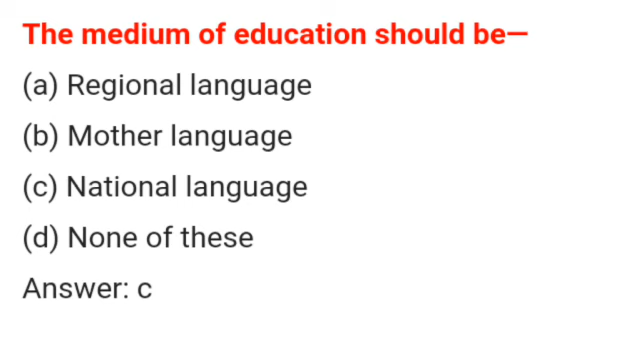 The medium of education should be—
(a) Regional language
(b) Mother language
(c) National language
(d) None of these
Answer: c